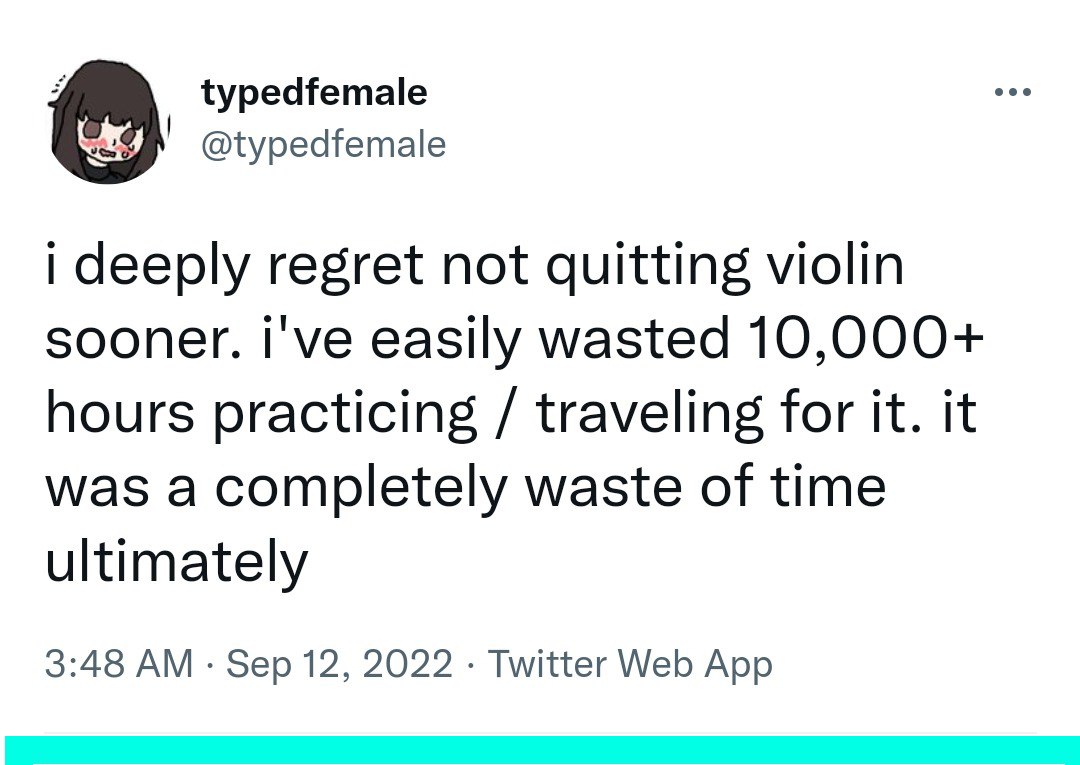 typedfemale
@typedfemale
i deeply regret not quitting violin
sooner. i've easily wasted 10,000+
hours practicing / traveling for it. it
was a completely waste of time
ultimately
3:48 AM · Sep 12, 2022 · Twitter Web App